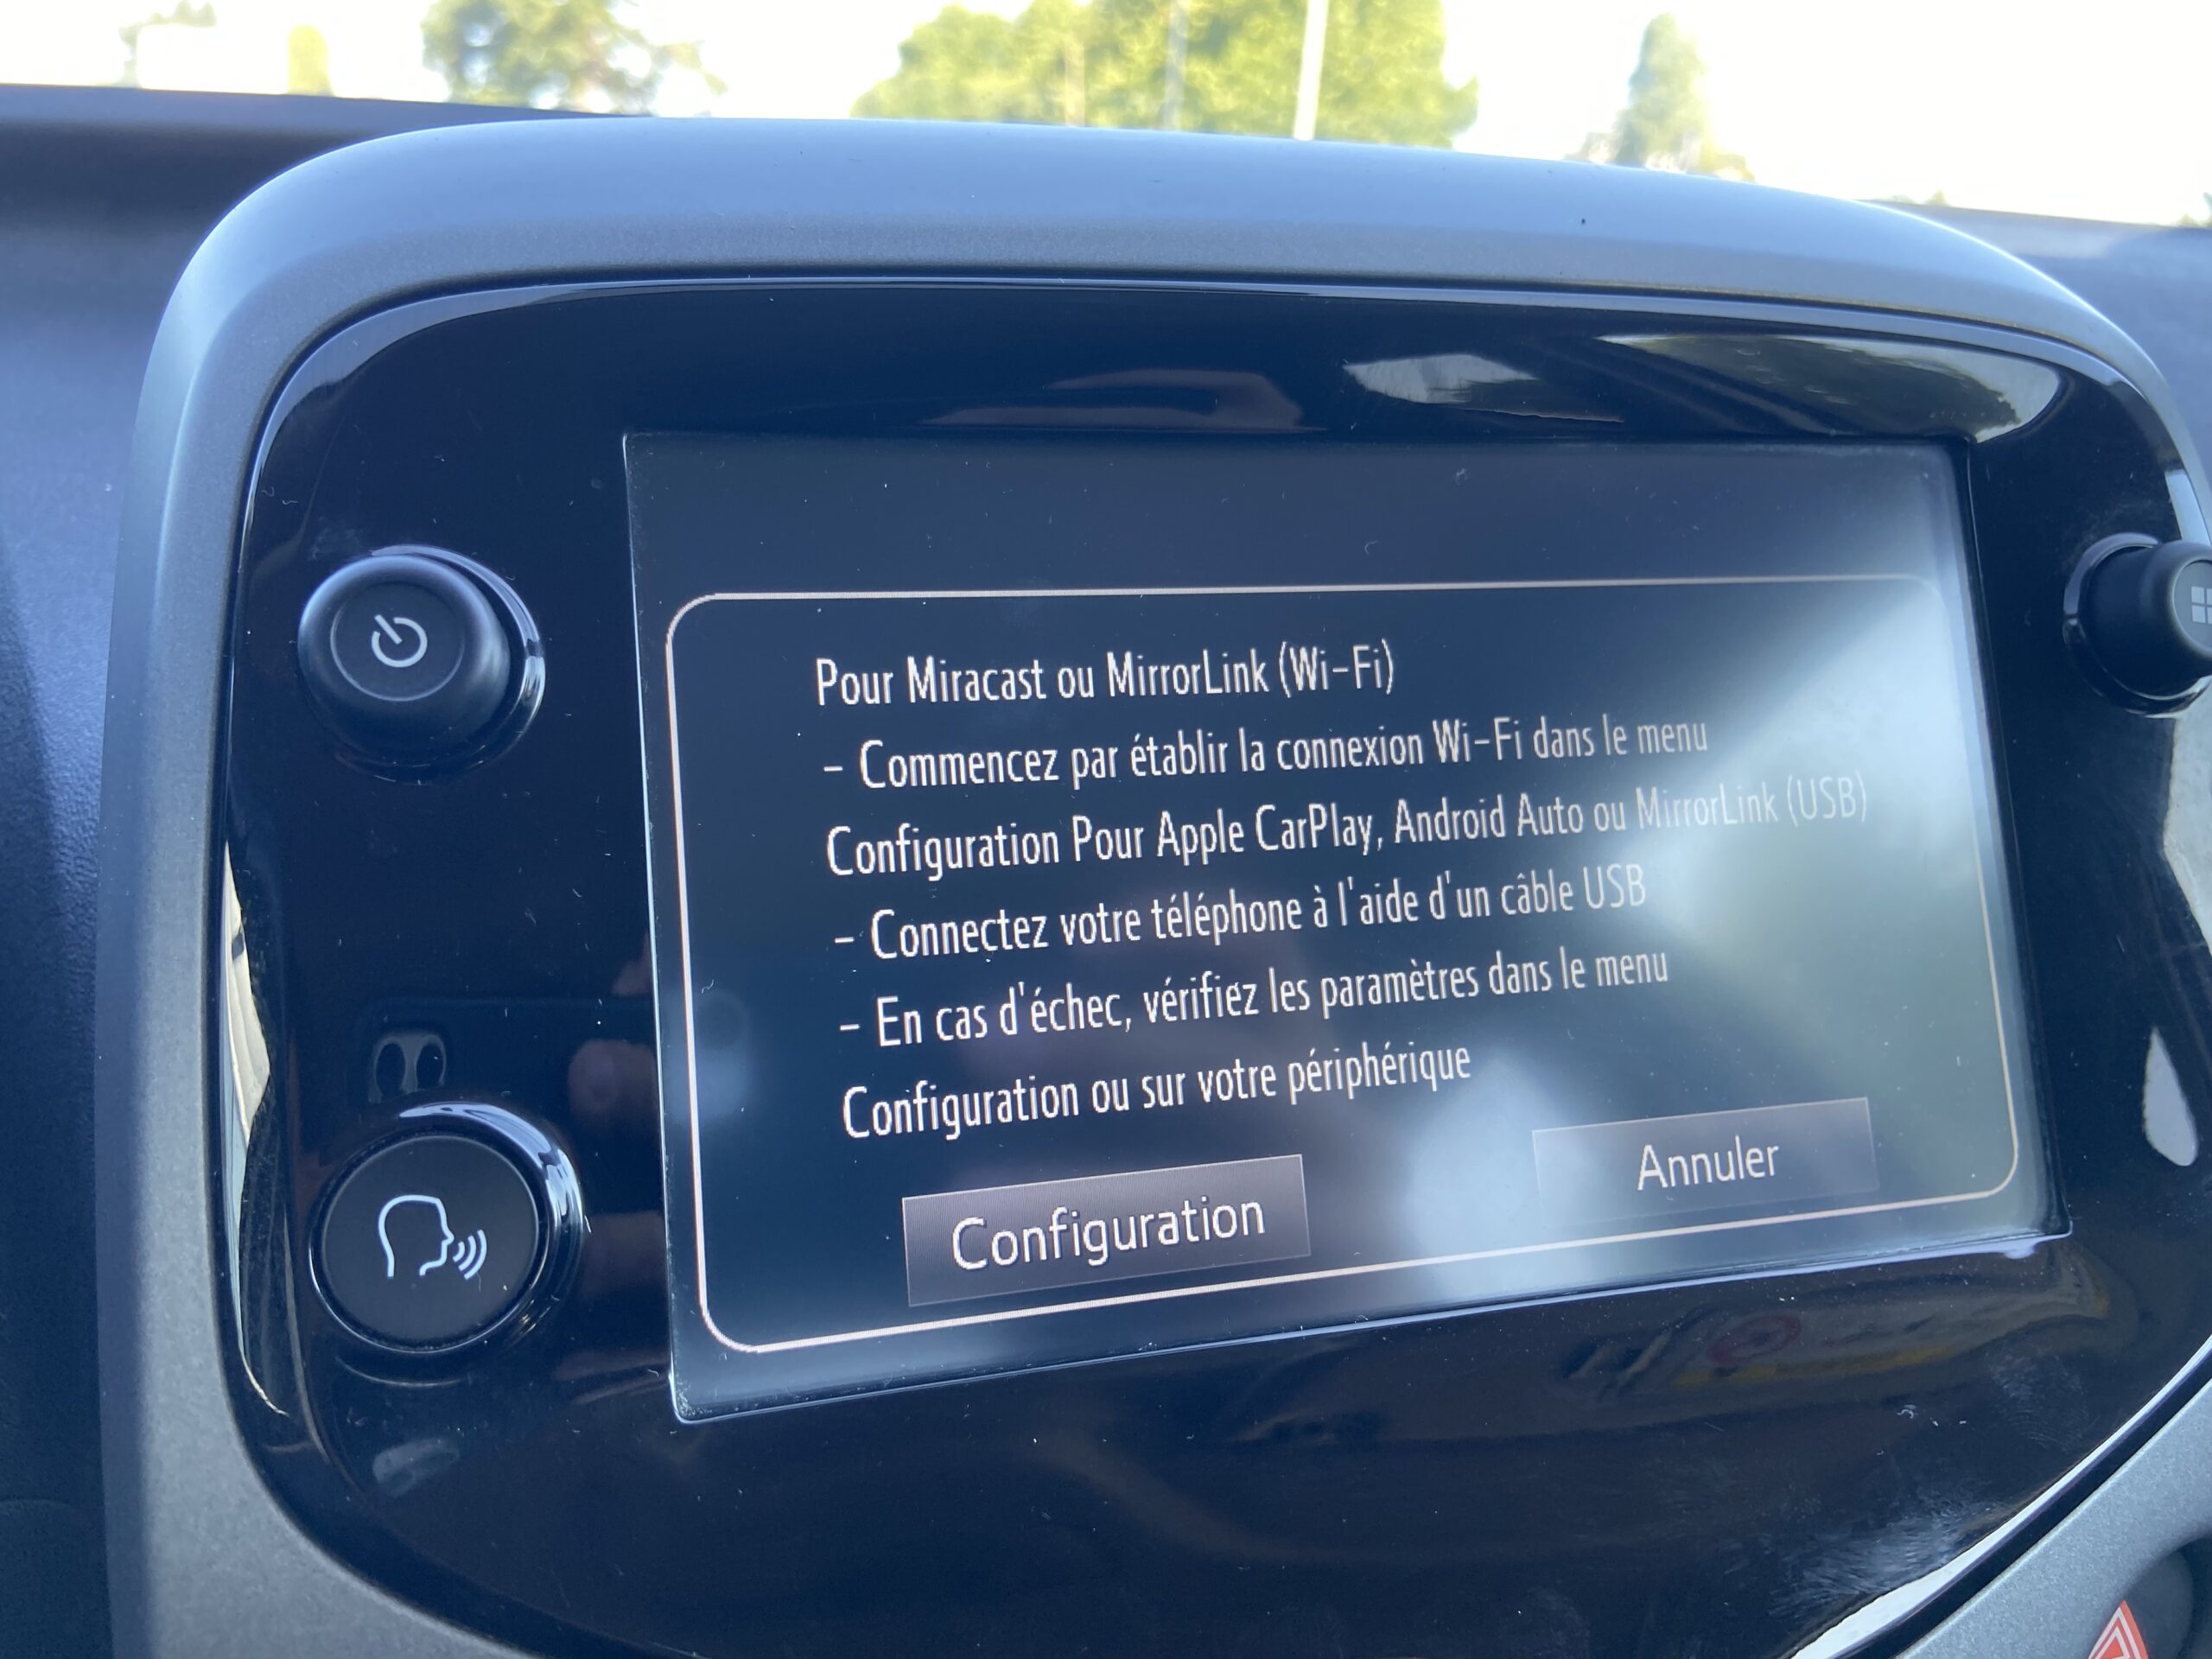 Pour Miracast ou MirrorLink (Wi-Fi)
- Commencez par établir la connexion Wi-Fi dans le menu
Configuration Pour Apple CarPlay, Android Auto ou MirrorLink (USB)
- Connectez votre téléphone à l'aide d'un câble USB
- En cas d'échec, vérifiez les paramètres dans le menu
Configuration ou sur votre périphérique
Configuration
Annuler